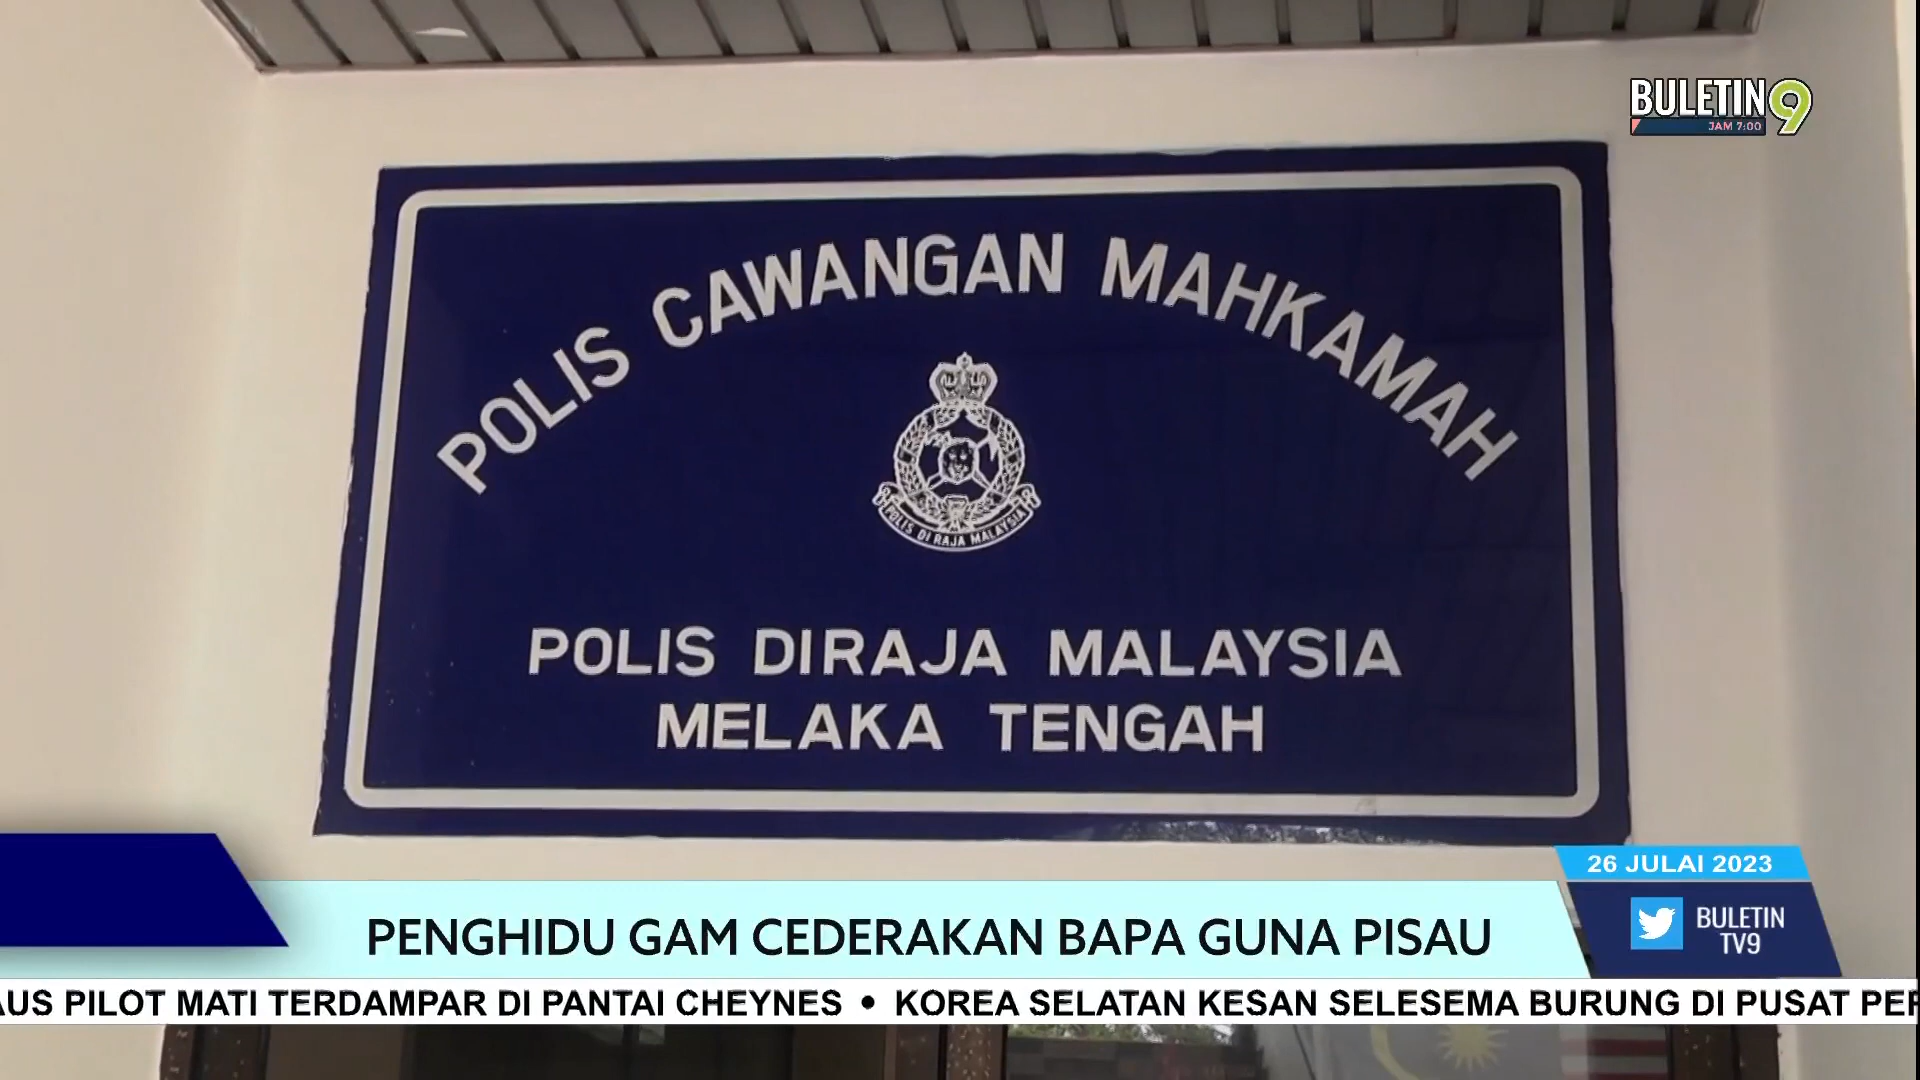 BULETIN 9
JAM 7:00
POLIS CAWANGAN MAHKAMAH
POLIS DI RAJA MALAYSIA
POLIS DIRAJA MALAYSIA
MELAKA TENGAH
26 JULAI 2023
PENGHIDU GAM CEDERAKAN BAPA GUNA PISAU
BULETIN
TV9
PILOT MATI TERDAMPAR DI PANTAI CHEYNES • KOREA SELATAN KESAN SELESEMA BURUNG DI PUSAT